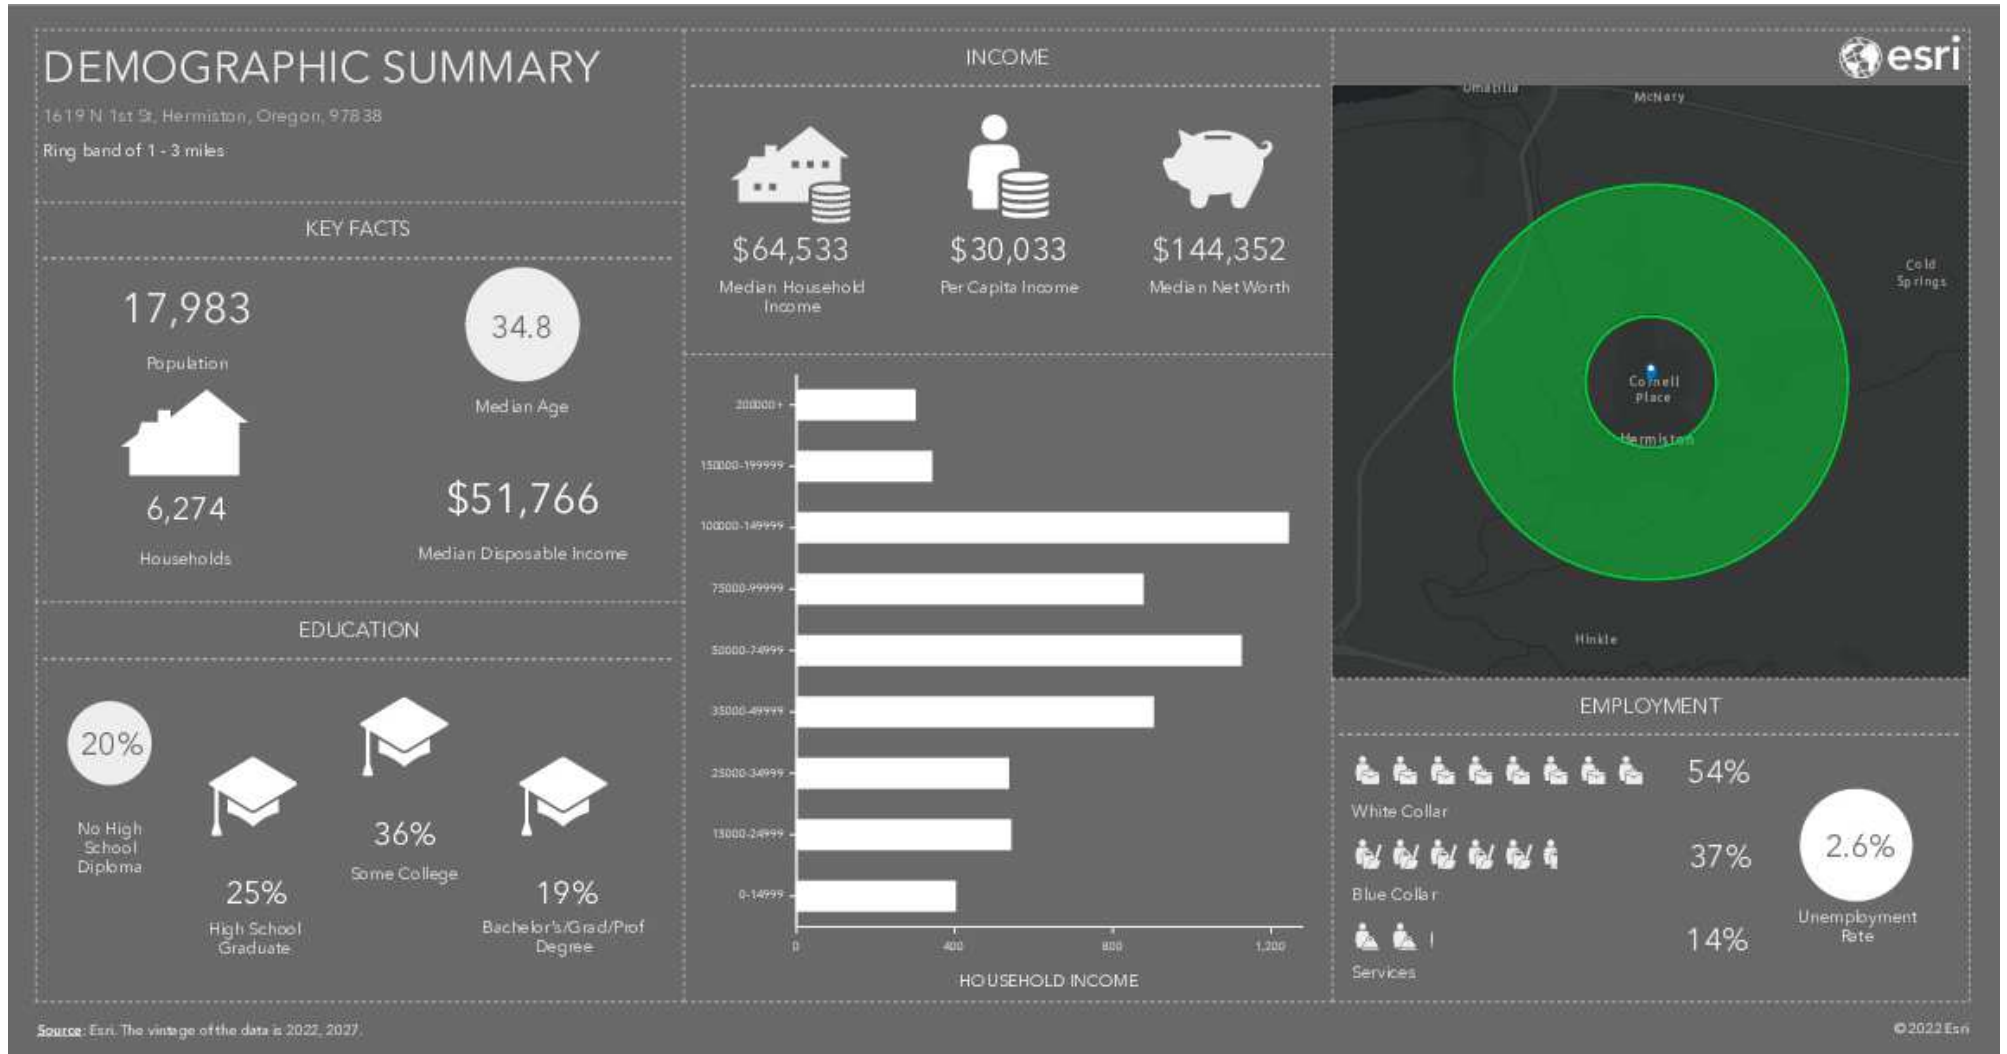 DEMOGRAPHIC SUMMARY
1619 N 1st St, Hermiston, Oregon, 97838
Ring band of 1 - 3 miles
KEY FACTS
17,983
Population
34.8
Median Age
6,274
Households
$51,766
Median Disposable Income
EDUCATION
20%
No High
School
Diploma
25%
High School
Graduate
36%
Some College
19%
Bachelor's/Grad/Prof
Degree
INCOME
$64,533
Median Household
Income
$30,033
Per Capita Income
$144,352
Median Net Worth
200000+
150000-199999
100000-149999
75000-99999
50000-74999
35000-49999
25000-34999
15000-24999
0-14999
0
400
800
1,200
HOUSEHOLD INCOME
esri
Umatilla
McNary
Cold
Springs
Cornell
Place
Hermiston
Hinkle
EMPLOYMENT
54%
White Collar
37%
Blue Collar
14%
Services
2.6%
Unemployment
Rate
Source: Esri. The vintage of the data is 2022, 2027.
©2022 Esri